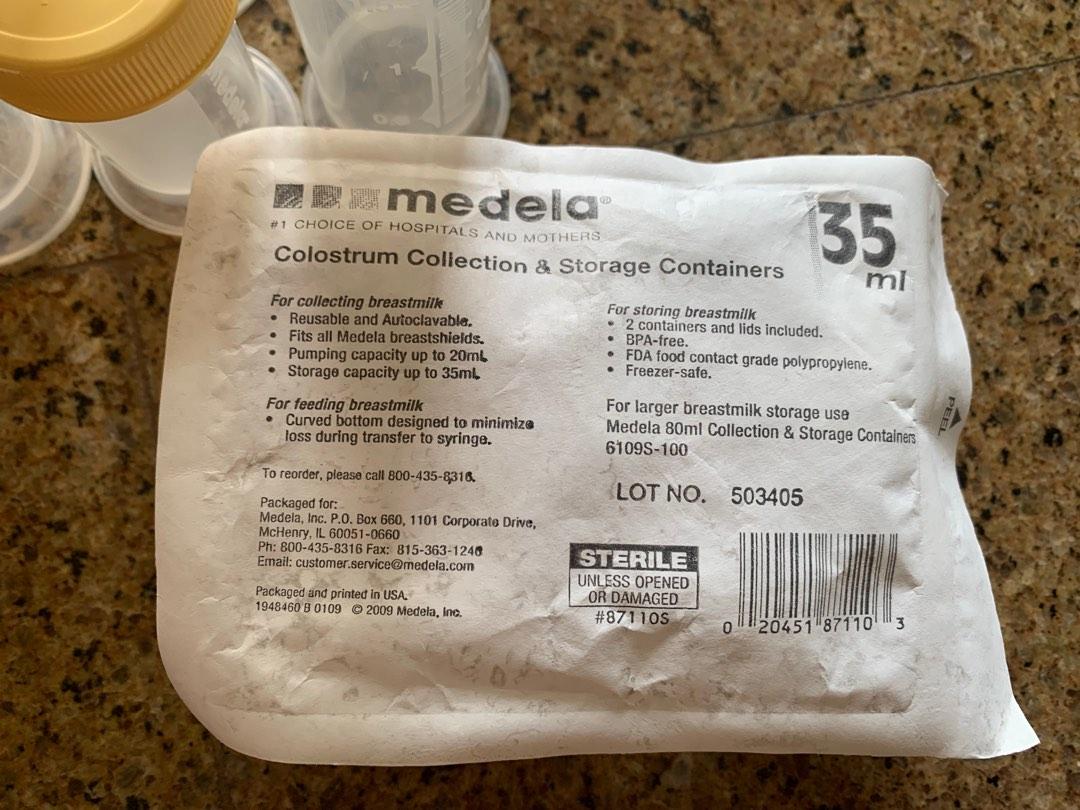 medela®
#1 CHOICE OF HOSPITALS AND MOTHERS
35
ml
Colostrum Collection & Storage Containers
For collecting breastmilk
• Reusable and Autoclavable.
• Fits all Medela breastshields.
• Pumping capacity up to 20mL
• Storage capacity up to 35mL
For feeding breastmilk
• Curved bottom designed to minimize
loss during transfer to syringe.
To reorder, please call 800-435-8316.
Packaged for:
Medela, Inc. P.O. Box 660, 1101 Corporate Drive,
McHenry, IL 60051-0660
Ph: 800-435-8316 Fax: 815-363-1246
Email: customer.service@medela.com
Packaged and printed in USA.
1948460 B 0109 © 2009 Medela, Inc.
For storing breastmilk
• 2 containers and lids included.
• BPA-free.
• FDA food contact grade polypropylene.
• Freezer-safe.
For larger breastmilk storage use
Medela 80ml Collection & Storage Containers
6109S-100
LOT NO. 503405
STERILE
UNLESS OPENED
OR DAMAGED
#87110S
0 20451 87110 3
PEEL
medela